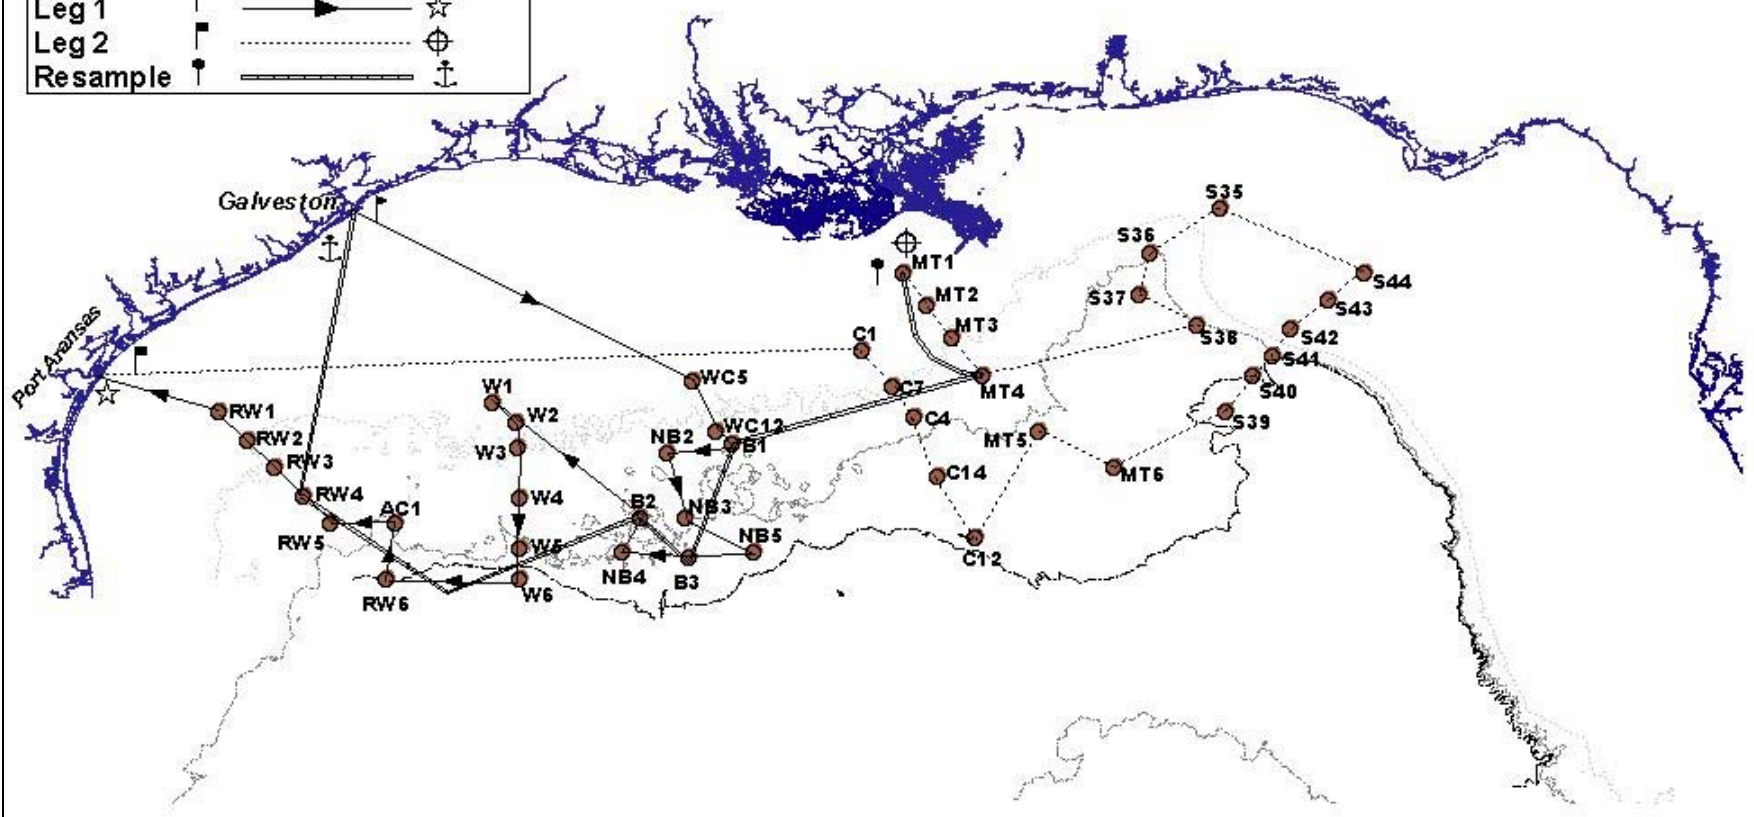 Leg 1
Leg 2
Resample
Galveston
Port Aransas
S35
S36
MT1
S44
S37
MT2
S43
MT3
S38
S42
C1
S41
WC5
C7
MT4
S40
W1
RW1
W2
C4
S39
WC12
RW2
NB2
B1
MT5
W3
RW3
MT6
C14
RW4
W4
AC1
B2
NB3
RW5
NB5
W5
C12
NB4
B3
RW6
W6